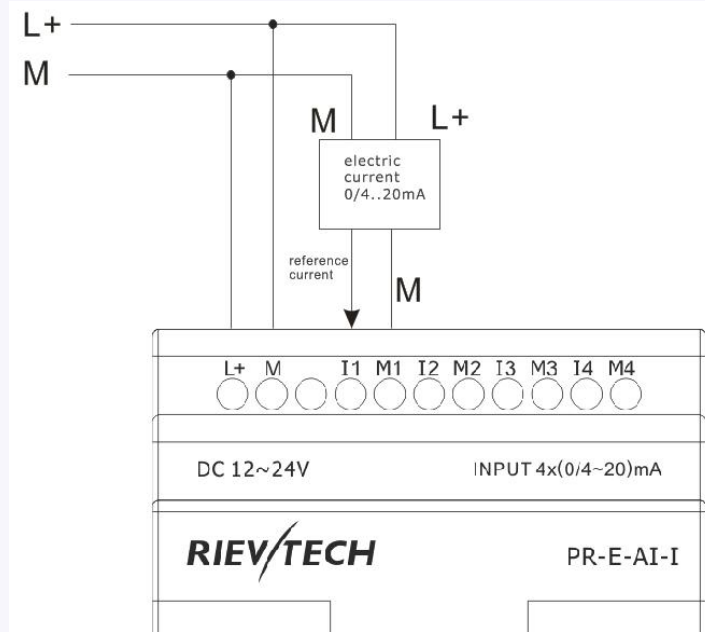 L+
M
M
L+
electric
current
0/4..20mA
reference
current
M
L+ M I1 M1 I2 M2 I3 M3 I4 M4
DC 12~24V INPUT 4x(0/4~20)mA
RIEVTECH PR-E-AI-I